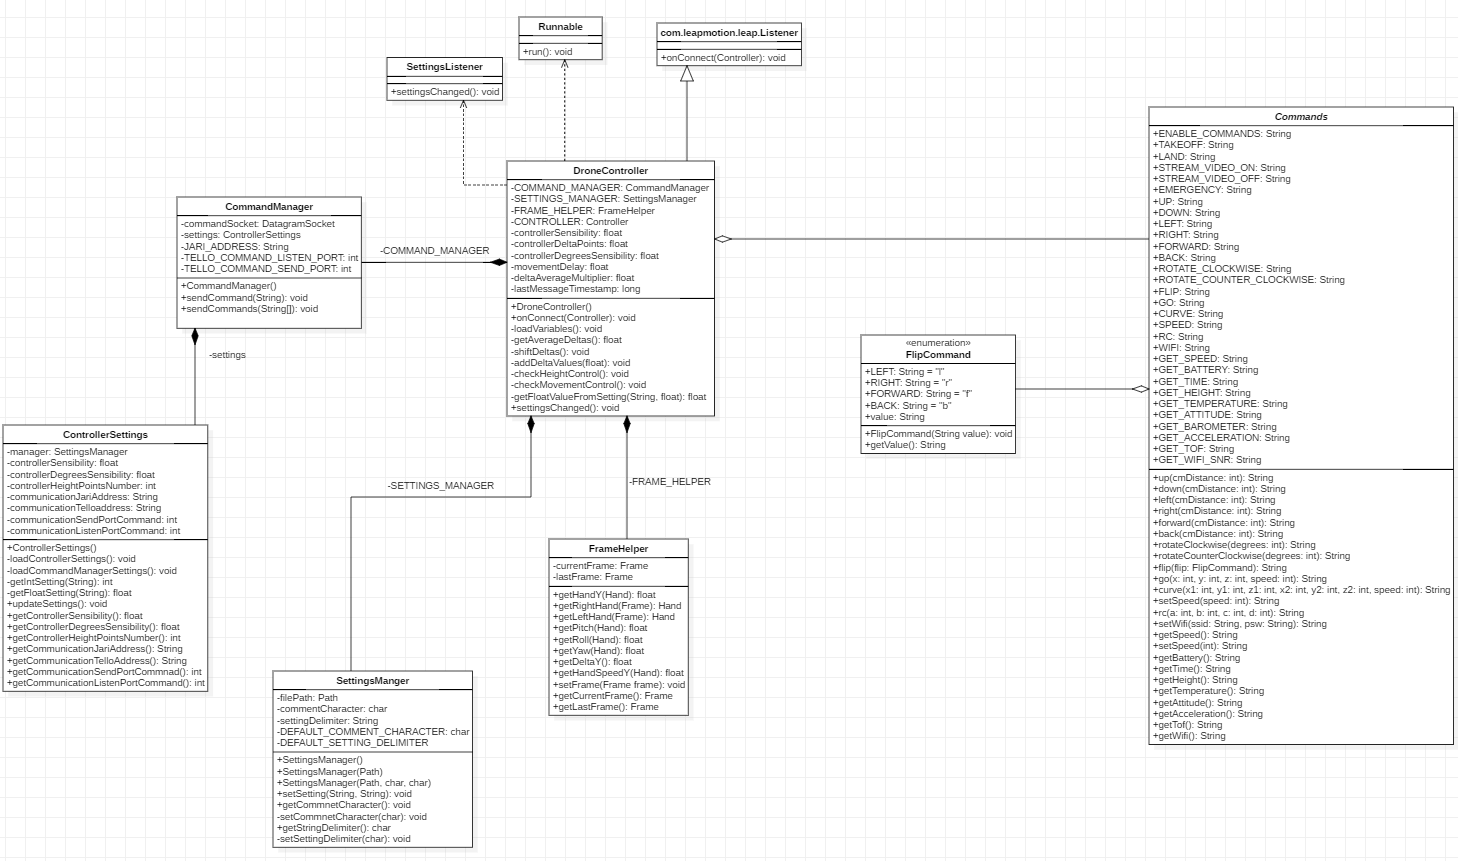 Runnable
+run(): void
com.leapmotion.leap.Listener
+onConnect(Controller): void
SettingsListener
+settingsChanged(): void
DroneController
-COMMAND_MANAGER: CommandManager
-SETTINGS_MANAGER: SettingsManager
-FRAME_HELPER: FrameHelper
-CONTROLLER: Controller
-controllerSensibility: float
-controllerDeltaPoints: float
-controllerDegreesSensibility: float
-movementDelay: float
-deltaAverageMultiplier: float
-lastMessageTimestamp: long
+DroneController()
+onConnect(Controller): void
-loadVariables(): void
-getAverageDeltas(): float
-shiftDeltas(): void
-addDeltaValues(float): void
-checkHeightControl(): void
-checkMovementControl(): void
-getFloatValueFromSetting(String, float): float
+settingsChanged(): void
CommandManager
-commandSocket: DatagramSocket
-settings: ControllerSettings
-JARI_ADDRESS: String
-TELLO_COMMAND_LISTEN_PORT: int
-TELLO_COMMAND_SEND_PORT: int
+CommandManager()
+sendCommand(String): void
+sendCommands(String[]): void
-COMMAND_MANAGER
-settings
ControllerSettings
-manager: SettingsManager
-controllerSensibility: float
-controllerDegreesSensibility: float
-controllerHeightPointsNumber: int
-communicationJariAddress: String
-communicationTelloaddress: String
-communicationSendPortCommand: int
-communicationListenPortCommand: int
+ControllerSettings()
-loadControllerSettings(): void
-loadCommandManagerSettings(): void
-getIntSetting(String): int
-getFloatSetting(String): float
+updateSettings(): void
+getControllerSensibility(): float
+getControllerDegreesSensibility(): float
+getControllerHeightPointsNumber(): int
+getCommunicationJariAddress(): String
+getCommunicationTelloAddress(): String
+getCommunicationSendPortCommnad(): int
+getCommunicationListenPortCommand(): int
-SETTINGS_MANAGER
-FRAME_HELPER
SettingsManger
-filePath: Path
-commentCharacter: char
-settingDelimiter: String
-DEFAULT_COMMENT_CHARACTER: char
-DEFAULT_SETTING_DELIMITER
+SettingsManager()
+SettingsManager(Path)
+SettingsManager(Path, char, char)
+setSetting(String, String): void
+getCommnetCharacter(): void
-setCommnetCharacter(char): void
+getStringDelimiter(): char
-setSettingDelimiter(char): void
FrameHelper
-currentFrame: Frame
-lastFrame: Frame
+getHandY(Hand): float
+getRightHand(Frame): Hand
+getLeftHand(Frame): Hand
+getPitch(Hand): float
+getRoll(Hand): float
+getYaw(Hand): float
+getDeltaY(): float
+getHandSpeedY(Hand): float
+setFrame(Frame frame): void
+getCurrentFrame(): Frame
+getLastFrame(): Frame
«enumeration»
FlipCommand
+LEFT: String = "l"
+RIGHT: String = "r"
+FORWARD: String = "f"
+BACK: String = "b"
+value: String
+FlipCommand(String value): void
+getValue(): String
Commands
+ENABLE_COMMANDS: String
+TAKEOFF: String
+LAND: String
+STREAM_VIDEO_ON: String
+STREAM_VIDEO_OFF: String
+EMERGENCY: String
+UP: String
+DOWN: String
+LEFT: String
+RIGHT: String
+FORWARD: String
+BACK: String
+ROTATE_CLOCKWISE: String
+ROTATE_COUNTER_CLOCKWISE: String
+FLIP: String
+GO: String
+CURVE: String
+SPEED: String
+RC: String
+WIFI: String
+GET_SPEED: String
+GET_BATTERY: String
+GET_TIME: String
+GET_HEIGHT: String
+GET_TEMPERATURE: String
+GET_ATTITUDE: String
+GET_BAROMETER: String
+GET_ACCELERATION: String
+GET_TOF: String
+GET_WIFI_SNR: String
+up(cmDistance: int): String
+down(cmDistance: int): String
+left(cmDistance: int): String
+right(cmDistance: int): String
+forward(cmDistance: int): String
+back(cmDistance: int): String
+rotateClockwise(degrees: int): String
+rotateCounterClockwise(degrees: int): String
+flip(flip: FlipCommand): String
+go(x: int, y: int, z: int, speed: int): String
+curve(x1: int, y1: int, z1: int, x2: int, y2: int, z2: int, speed: int): String
+setSpeed(speed: int): String
+rc(a: int, b: int, c: int, d: int): String
+setWifi(ssid: String, psw: String): String
+getSpeed(): String
+setSpeed(int): String
+getBattery(): String
+getTime(): String
+getHeight(): String
+getTemperature(): String
+getAttitude(): String
+getAcceleration(): String
+getTof(): String
+getWifi(): String